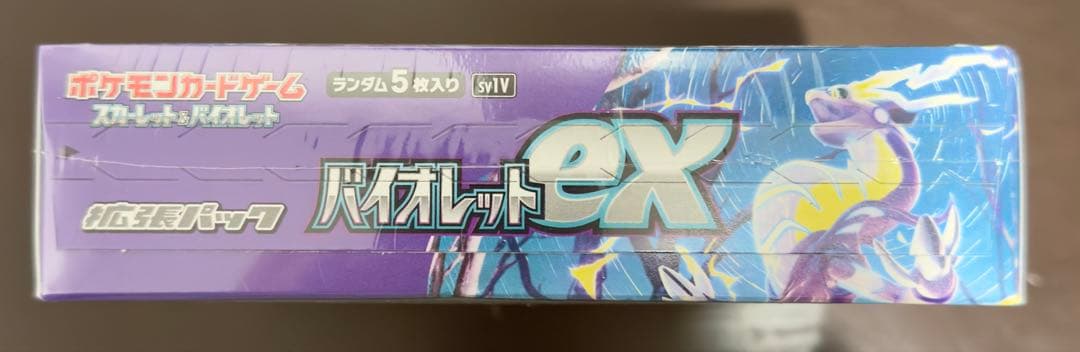 ポケモンカードゲーム
スカーレット&バイオレット
ランダム5枚入り SV1V
拡張パック
バイオレットex